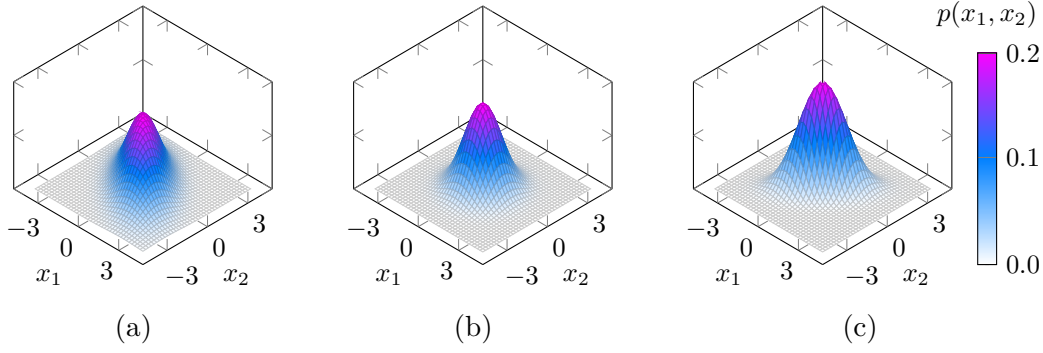 p(x₁, x₂)
0.2
0.1
0.0
−3 0 3 x₁ −3 0 3 x₂
−3 0 3 x₁ −3 0 3 x₂
−3 0 3 x₁ −3 0 3 x₂
(a) (b) (c)